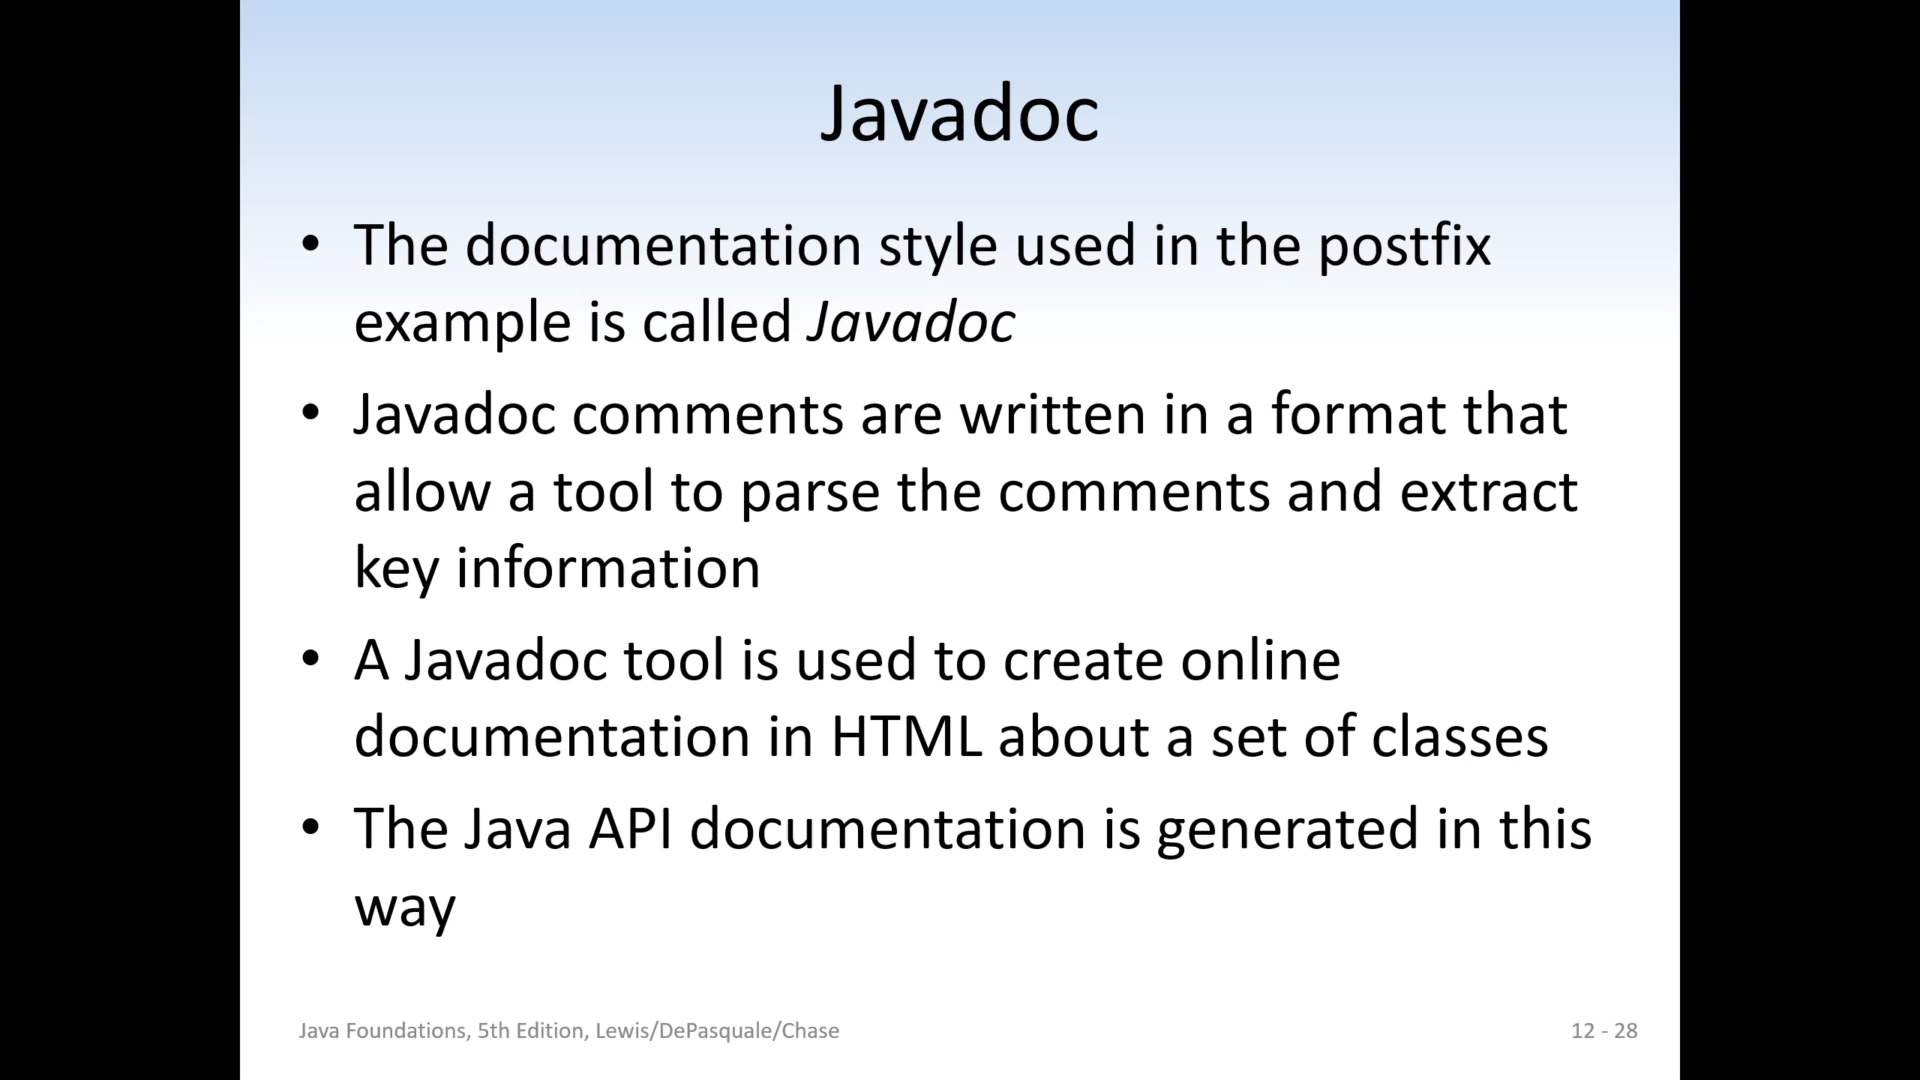 Javadoc
• The documentation style used in the postfix
example is called Javadoc
• Javadoc comments are written in a format that
allow a tool to parse the comments and extract
key information
• A Javadoc tool is used to create online
documentation in HTML about a set of classes
• The Java API documentation is generated in this
way
Java Foundations, 5th Edition, Lewis/DePasquale/Chase
12 - 28